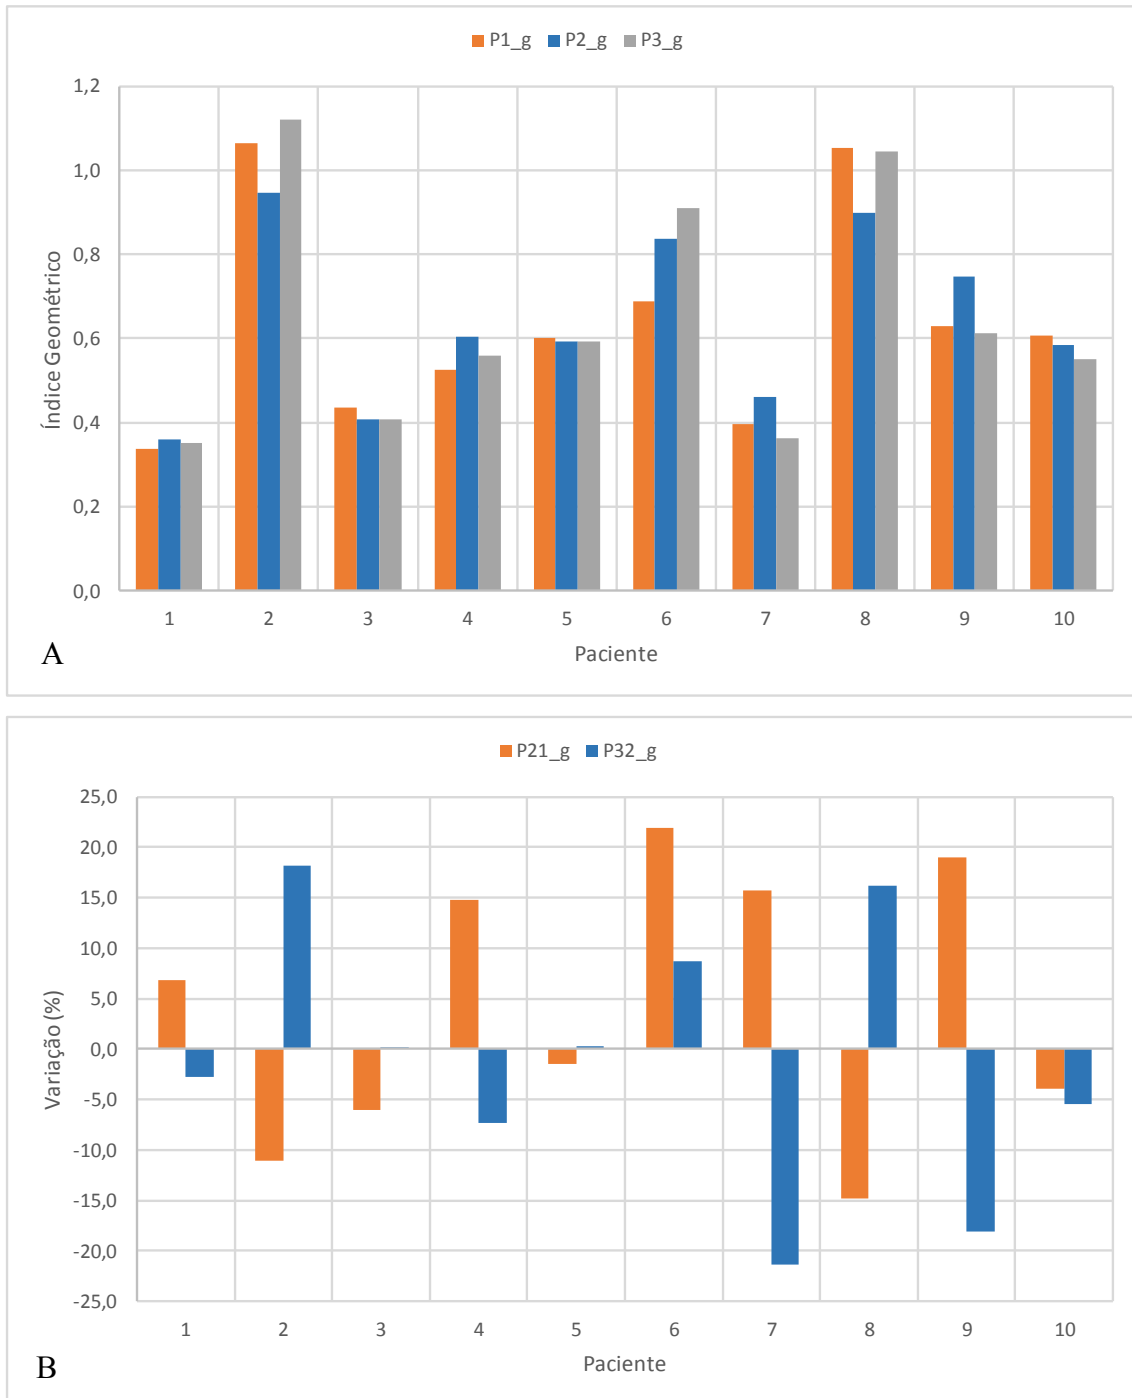 P1_g P2_g P3_g
1,2
1,0
0,8
0,6
0,4
0,2
0,0
Índice Geométrico
1 2 3 4 5 6 7 8 9 10
Paciente
A
P21_g P32_g
25,0
20,0
15,0
10,0
5,0
0,0
-5,0
-10,0
-15,0
-20,0
-25,0
Variação (%)
1 2 3 4 5 6 7 8 9 10
Paciente
B